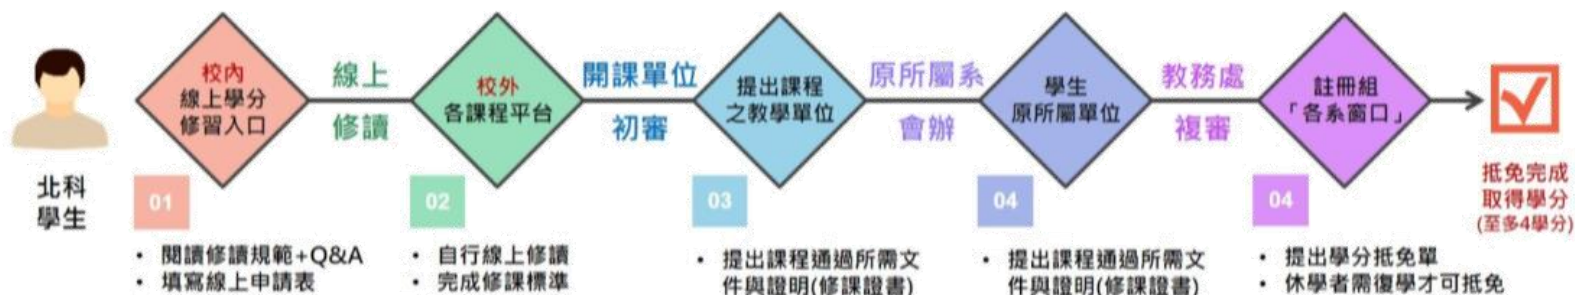 北科
學生
校內
線上學分
修習入口
01
閱讀修讀規範+Q&A
填寫線上申請表
線上
修讀
校外
各課程平台
02
自行線上修讀
完成修課標準
開課單位
初審
提出課程
之教學單位
03
提出課程通過所需文
件與證明(修課證書)
原所屬系
會辦
學生
原所屬單位
04
提出課程通過所需文
件與證明(修課證書)
教務處
複審
註冊組
「各系窗口」
04
提出學分抵免單
休學者需復學才可抵免
抵免完成
取得學分
(至多4學分)